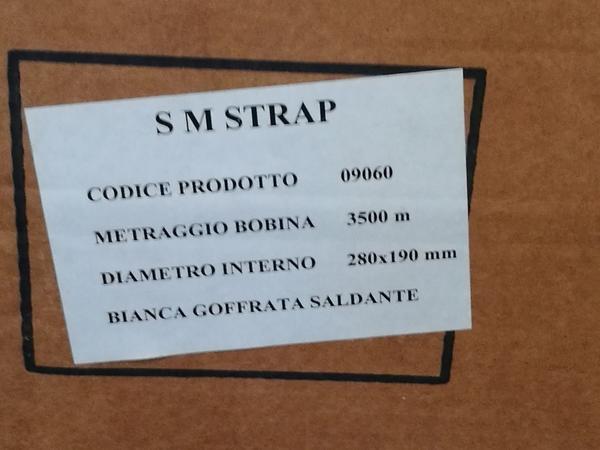 S M STRAP
CODICE PRODOTTO 09060
METRAGGIO BOBINA 3500 m
DIAMETRO INTERNO 280x190 mm
BIANCA GOFFRATA SALDANTE